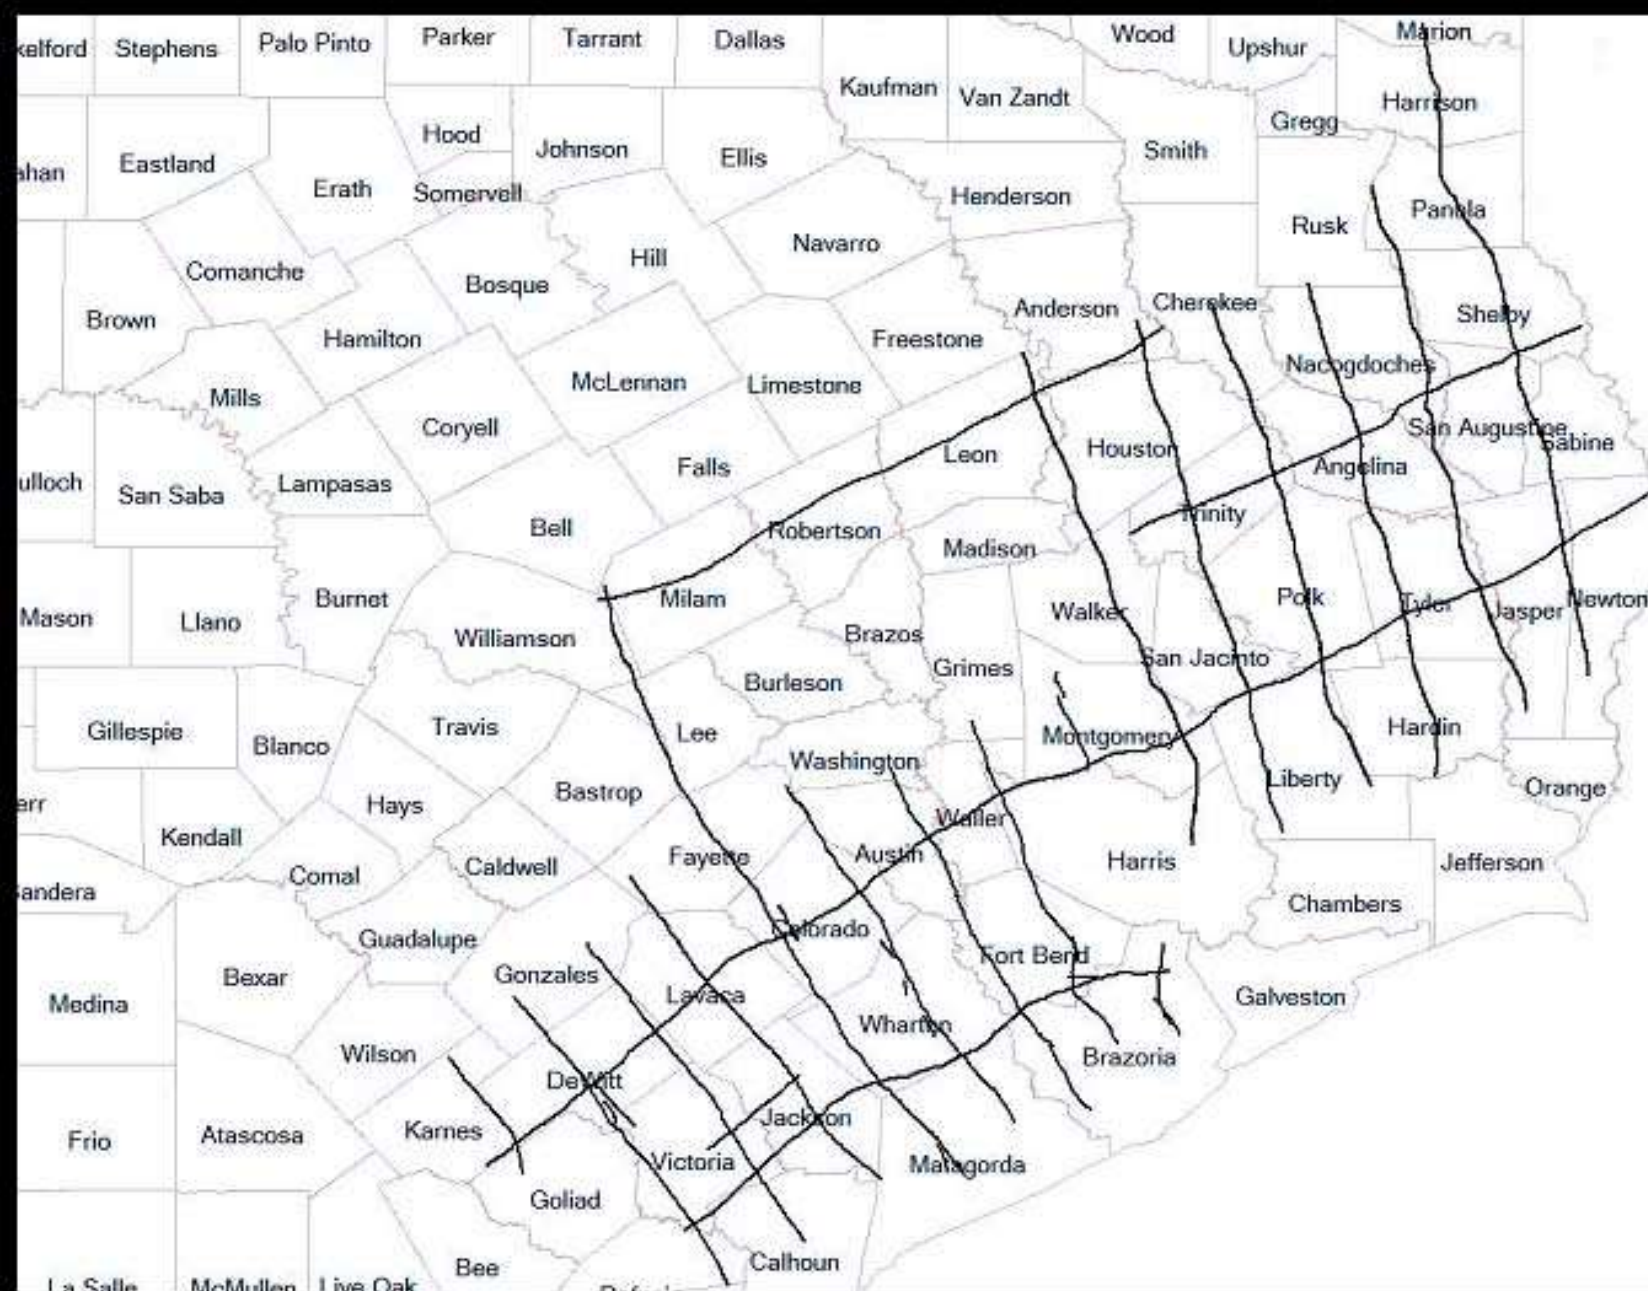 Wood
Marion
Parker
Tarrant
Dallas
Palo Pinto
Stephens
kelford
Upshur
Kaufman
Van Zandt
Harrison
Gregg
Hood
Johnson
Smith
Ellis
Eastland
ahan
Erath
Somervell
Henderson
Panola
Rusk
Navarro
Hill
Comanche
Bosque
Cherokee
Anderson
Shelby
Brown
Hamilton
Freestone
Nacogdoches
McLennan
Limestone
Mills
Coryell
San Augustine
Sabine
Houston
Leon
Falls
Angelina
ulloch
Lampasas
San Saba
Trinity
Bell
Robertson
Madison
Polk
Tyler
Jasper
Newton
Burnet
Milam
Walker
Mason
Llano
Williamson
Brazos
San Jacinto
Grimes
Burleson
Travis
Hardin
Gillespie
Lee
Montgomery
Blanco
Washington
Liberty
Orange
Bastrop
err
Hays
Waller
Kendall
Austin
Fayette
Harris
Jefferson
Caldwell
Comal
andera
Chambers
Colorado
Guadalupe
Fort Bend
Gonzales
Bexar
Lavaca
Galveston
Medina
Wharton
Wilson
Brazoria
DeWitt
Jackson
Karnes
Atascosa
Frio
Victoria
Matagorda
Goliad
Calhoun
Bee
La Salle
McMullen
Live Oak